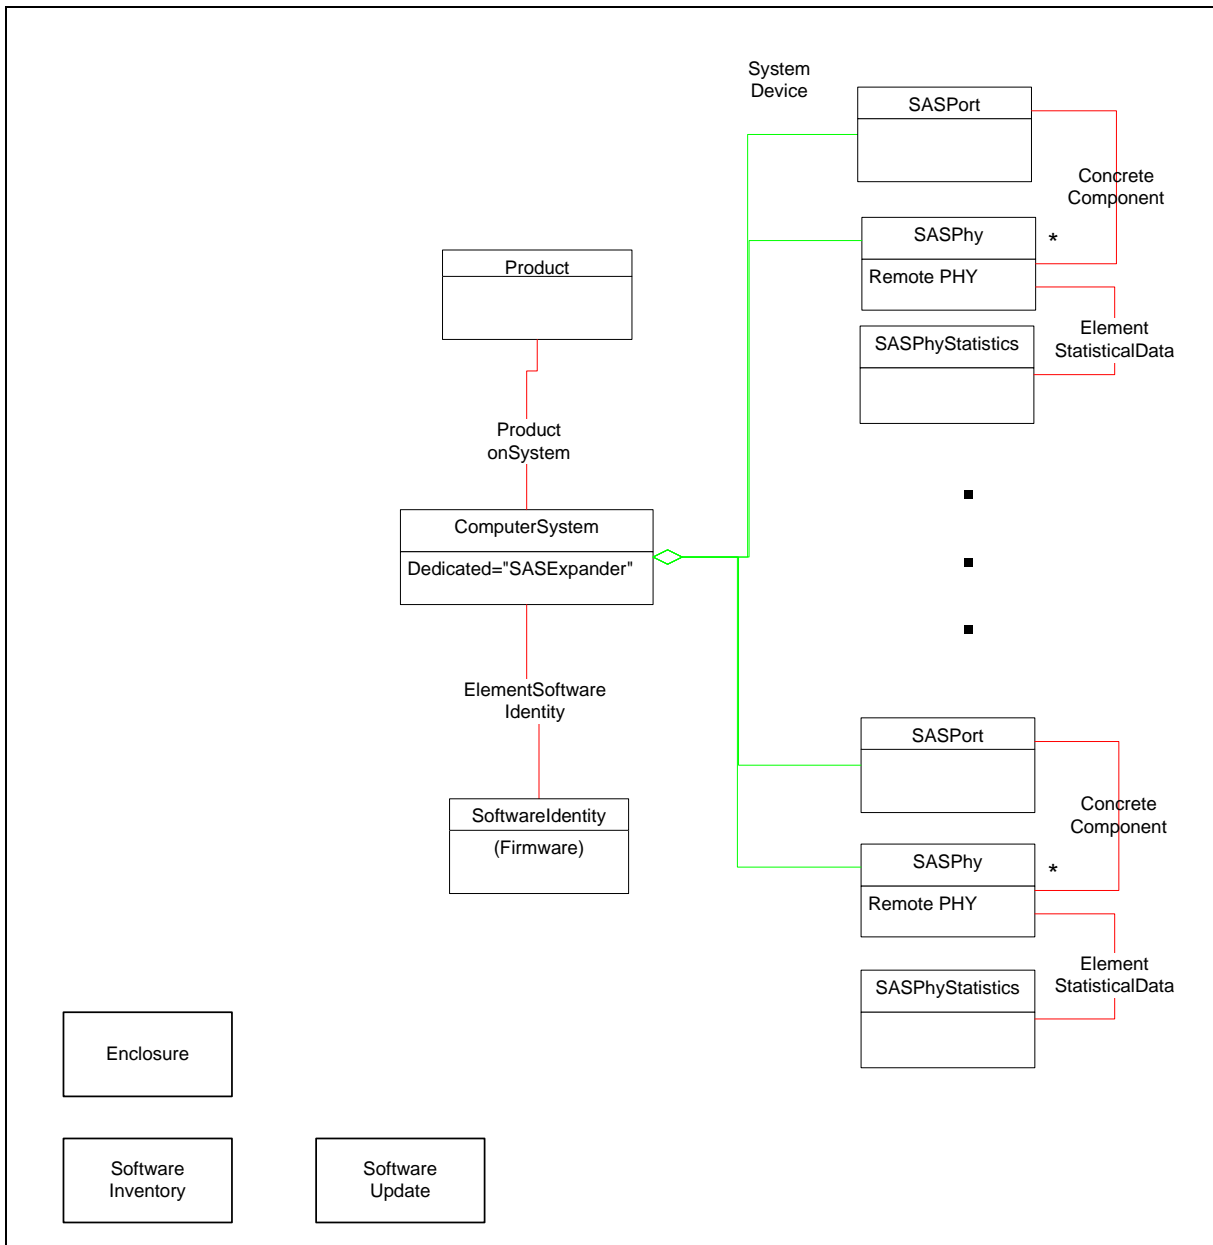 System
Device
SASPort
Concrete
Component
SASPhy
*
Remote PHY
Element
StatisticalData
SASPhyStatistics
Product
Product
onSystem
ComputerSystem
Dedicated="SASExpander"
ElementSoftware
Identity
SoftwareIdentity
(Firmware)
SASPort
Concrete
Component
SASPhy
*
Remote PHY
Element
StatisticalData
SASPhyStatistics
Enclosure
Software
Inventory
Software
Update